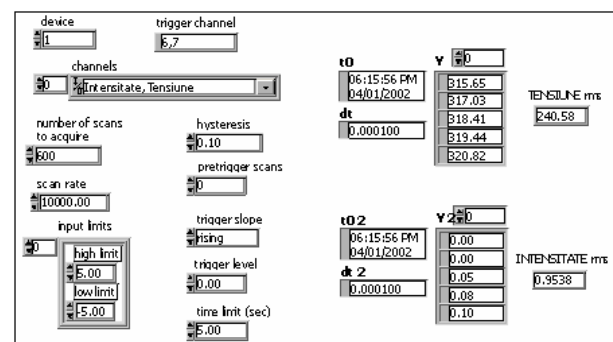 device
1
trigger channel
6,7
channels
0
Intensitate, Tensiune
number of scans
to acquire
600
scan rate
10000.00
input limits
0
high limit
5.00
low limit
-5.00
hysteresis
0.10
pretrigger scans
0
trigger slope
rising
trigger level
0.00
time limit (sec)
5.00
t0
06:15:56 PM
04/01/2002
dt
0.000100
Y
0
315.65
317.03
318.41
319.44
320.82
TENSIUNE rms
240.58
t0 2
06:15:56 PM
04/01/2002
dt 2
0.000100
Y 2
0
0.00
0.00
0.05
0.08
0.10
INTENSITATE rms
0.9538